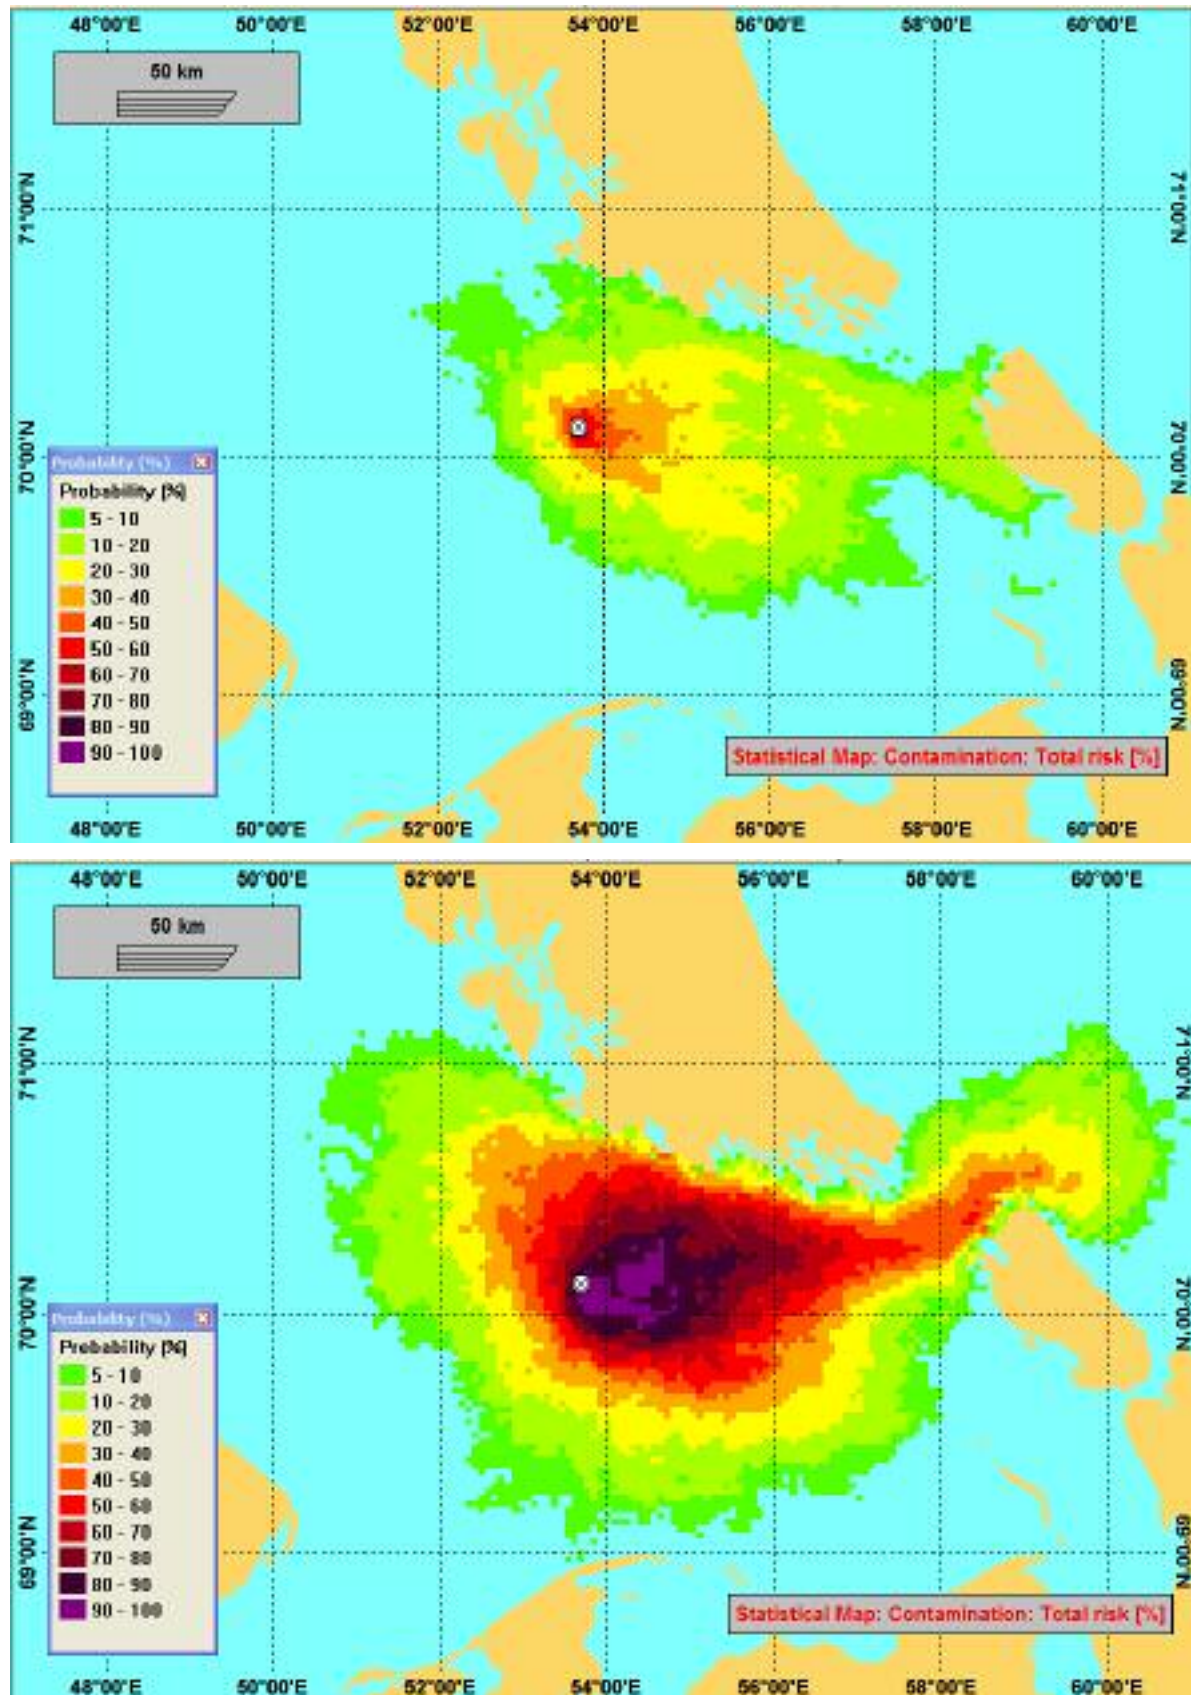 48°00'E 50°00'E 52°00'E 54°00'E 56°00'E 58°00'E 60°00'E
50 km
71°00'N 71°00'N
70°00'N 70°00'N
Probability (%)
Probability [%]
5 - 10
10 - 20
20 - 30
30 - 40
40 - 50
50 - 60
60 - 70
70 - 80
80 - 90
90 - 100
69°00'N 69°00'N
Statistical Map: Contamination: Total risk [%]
48°00'E 50°00'E 52°00'E 54°00'E 56°00'E 58°00'E 60°00'E
48°00'E 50°00'E 52°00'E 54°00'E 56°00'E 58°00'E 60°00'E
50 km
71°00'N 71°00'N
70°00'N 70°00'N
Probability (%)
Probability [%]
5 - 10
10 - 20
20 - 30
30 - 40
40 - 50
50 - 60
60 - 70
70 - 80
80 - 90
90 - 100
69°00'N 69°00'N
Statistical Map: Contamination: Total risk [%]
48°00'E 50°00'E 52°00'E 54°00'E 56°00'E 58°00'E 60°00'E